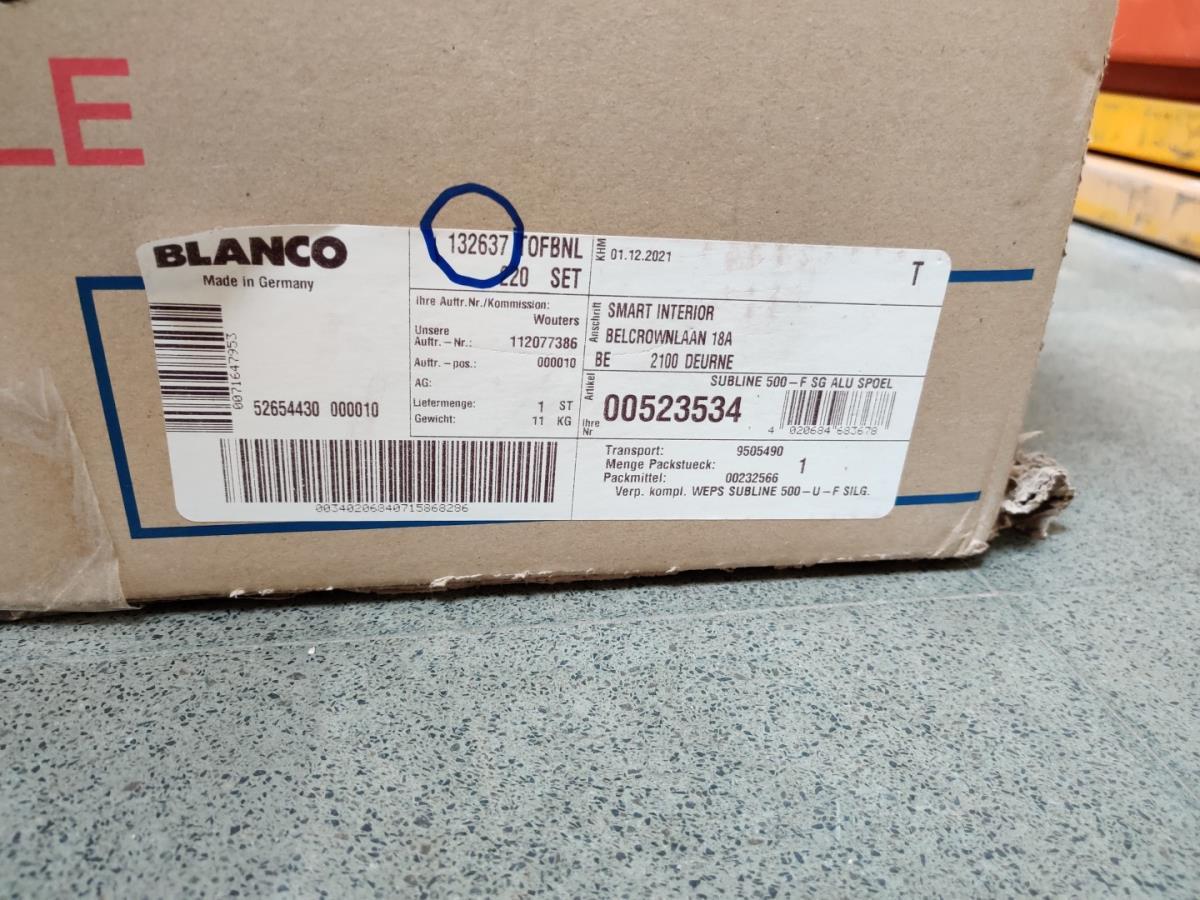 LE
BLANCO
Made in Germany
0071647953
52654430 000010
00340206840715868286
132637 TOFBNL
220 SET
Ihre Auftr.Nr./Kommission:
Wouters
Unsere
Auftr.-Nr.: 112077386
Auftr.-pos.: 000010
AG:
Liefermenge: 1 ST
Gewicht: 11 KG
KHM 01.12.2021
T
Anschrift
SMART INTERIOR
BELCROWNLAAN 18A
BE 2100 DEURNE
Artikel
SUBLINE 500-F SG ALU SPOEL
00523534
4 020684 683678
Ihre
Nr
Transport: 9505490
Menge Packstueck: 1
Packmittel: 00232566
Verp. kompl. WEPS SUBLINE 500-U-F SILG.